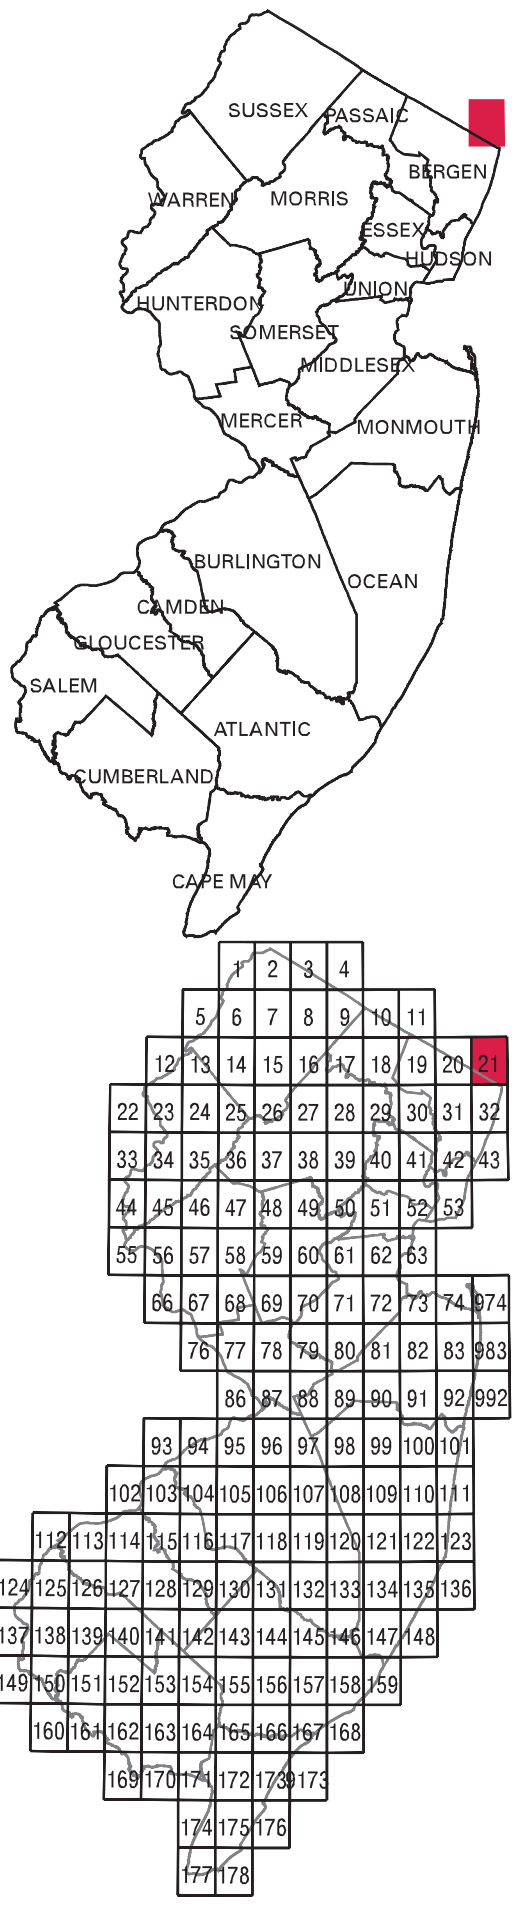 SUSSEX
PASSAIC
BERGEN
WARREN
MORRIS
ESSEX
HUDSON
UNION
HUNTERDON
SOMERSET
MIDDLESEX
MERCER
MONMOUTH
BURLINGTON
OCEAN
CAMDEN
GLOUCESTER
SALEM
ATLANTIC
CUMBERLAND
CAPE MAY
1 2 3 4
5 6 7 8 9 10 11
12 13 14 15 16 17 18 19 20 21
22 23 24 25 26 27 28 29 30 31 32
33 34 35 36 37 38 39 40 41 42 43
44 45 46 47 48 49 50 51 52 53
55 56 57 58 59 60 61 62 63
66 67 68 69 70 71 72 73 74 974
76 77 78 79 80 81 82 83 983
86 87 88 89 90 91 92 992
93 94 95 96 97 98 99 100 101
102 103 104 105 106 107 108 109 110 111
112 113 114 115 116 117 118 119 120 121 122 123
124 125 126 127 128 129 130 131 132 133 134 135 136
137 138 139 140 141 142 143 144 145 146 147 148
149 150 151 152 153 154 155 156 157 158 159
160 161 162 163 164 165 166 167 168
169 170 171 172 173 9173
174 175 176
177 178